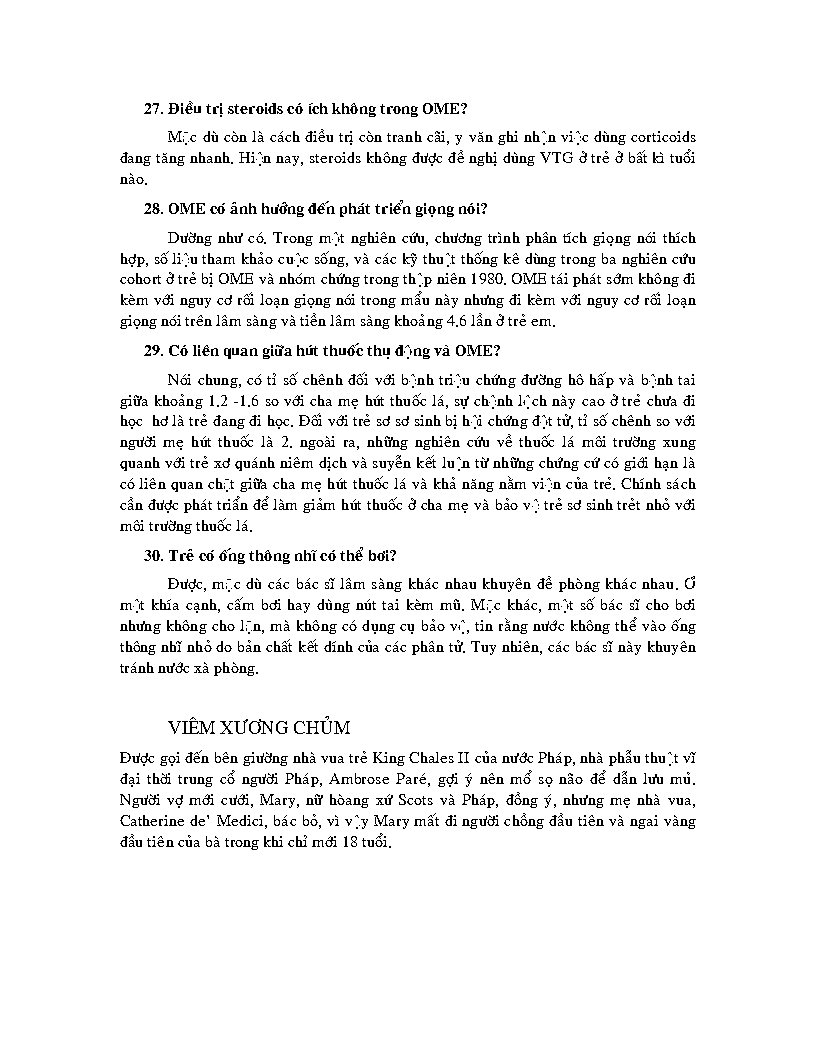 27. Điều trị steroids có ích không trong OME?
Mặc dù còn là cách điều trị còn tranh cãi, y văn ghi nhận việc dùng corticoids
đang tăng nhanh. Hiện nay, steroids không được đề nghị dùng VTG ở trẻ ở bất kì tuổi
nào.
28. OME có ảnh hưởng đến phát triển giọng nói?
Dường như có. Trong một nghiên cứu, chương trình phân tích giọng nói thích
hợp, số liệu tham khảo cuộc sống, và các kỹ thuật thống kê dùng trong ba nghiên cứu
cohort ở trẻ bị OME và nhóm chứng trong thập niên 1980. OME tái phát sớm không đi
kèm với nguy cơ rối loạn giọng nói trong mẩu này nhưng đi kèm với nguy cơ rối loạn
giọng nói trên lâm sàng và tiền lâm sàng khoảng 4.6 lần ở trẻ em.
29. Có liên quan giữa hút thuốc thụ động và OME?
Nói chung, có tỉ số chênh đối với bệnh triệu chứng đường hô hấp và bệnh tai
giữa khoảng 1.2 -1.6 so với cha mẹ hút thuốc lá, sự chệnh lệch này cao ở trẻ chưa đi
học hơ là trẻ đang đi học. Đối với trẻ sơ sơ sinh bị hội chứng đột tử, tỉ số chênh so với
người mẹ hút thuốc là 2. ngoài ra, những nghiên cứu về thuốc lá môi trường xung
quanh với trẻ xơ quánh niêm dịch và suyễn kết luận từ những chứng cứ có giới hạn là
có liên quan chặt giữa cha mẹ hút thuốc lá và khả năng nằm viện của trẻ. Chính sách
cần được phát triẩn để làm giảm hút thuốc ở cha mẹ và bảo vệ trẻ sơ sinh trẻt nhỏ với
môi trường thuốc lá.
30. Trẻ có ống thông nhĩ có thể bơi?
Được, mặc dù các bác sĩ lâm sàng khác nhau khuyên đề phòng khác nhau. Ở
một khía cạnh, cấm bơi hay dùng nút tai kèm mũ. Mặc khác, một số bác sĩ cho bơi
nhưng không cho lặn, mà không có dụng cụ bảo vệ, tin rằng nước không thể vào ống
thông nhĩ nhỏ do bản chất kết dính của các phân tử. Tuy nhiên, các bác sĩ này khuyên
tránh nước xà phòng.
VIÊM XƯƠNG CHỦM
Được gọi đến bên giường nhà vua trẻ King Chales II của nước Pháp, nhà phẫu thuật vĩ
đại thời trung cổ người Pháp, Ambrose Paré, gợi ý nên mổ sọ não để dẫn lưu mủ.
Người vợ mới cưới, Mary, nữ hòang xứ Scots và Pháp, đồng ý, nhưng mẹ nhà vua,
Catherine de' Medici, bác bỏ, vì vậy Mary mất đi người chồng đầu tiên và ngai vàng
đầu tiên của bà trong khi chỉ mới 18 tuổi.